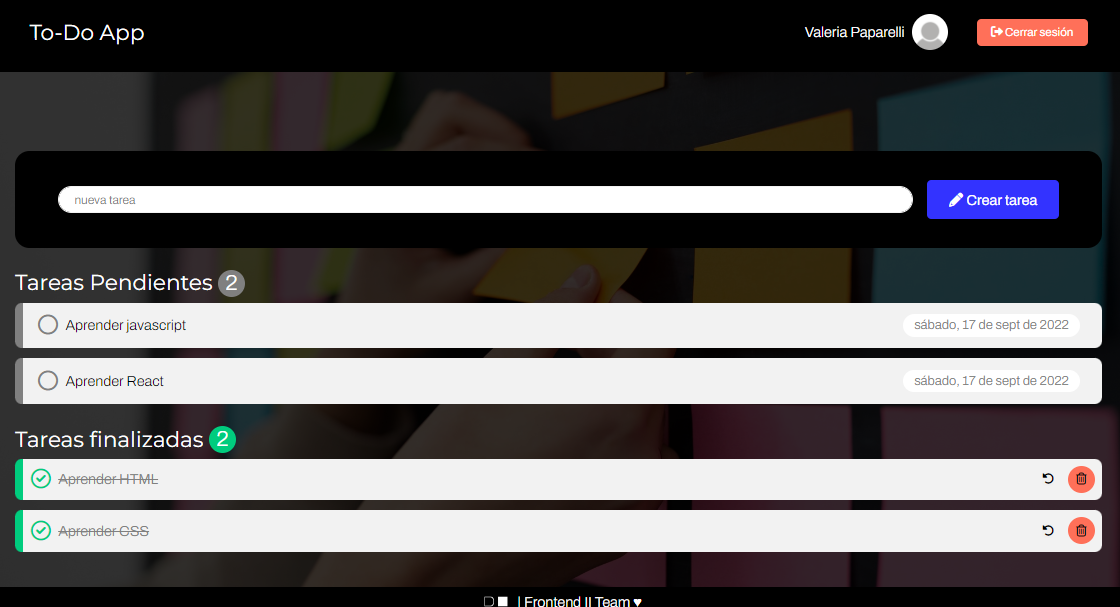 To-Do App
Valeria Paparelli
Cerrar sesión
nueva tarea
Crear tarea
Tareas Pendientes 2
Aprender javascript
sábado, 17 de sept de 2022
Aprender React
sábado, 17 de sept de 2022
Tareas finalizadas 2
Aprender HTML
Aprender CSS
| Frontend II Team ♥